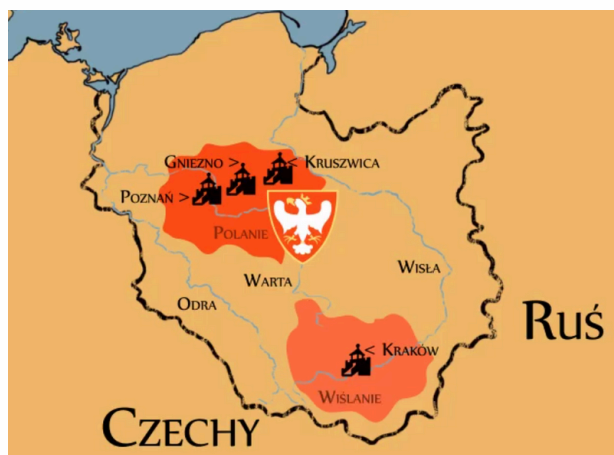 Gniezno >
< Kruszwica
Poznań >
Polanie
Warta
Wisła
Odra
Ruś
< Kraków
Wiślanie
Czechy